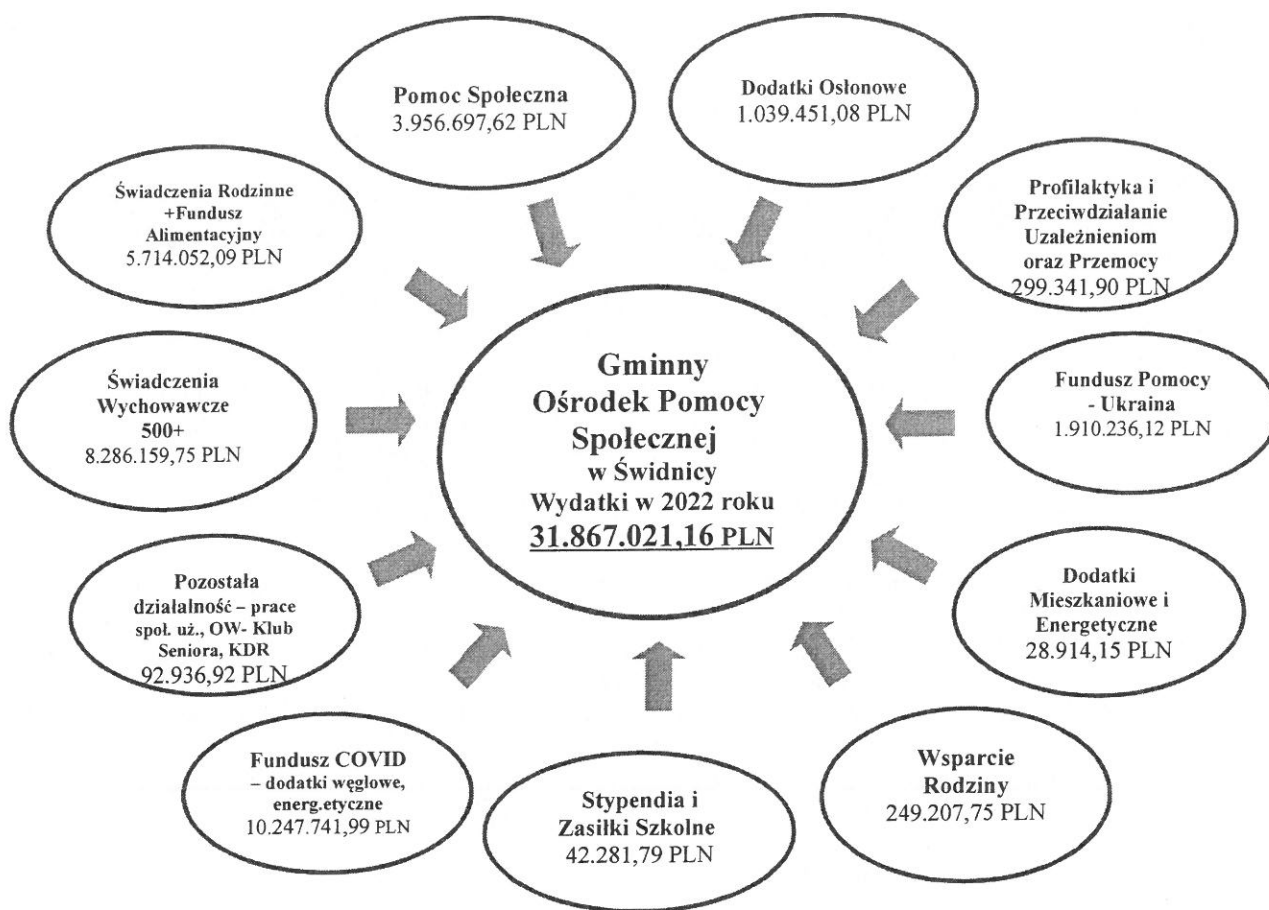 Pomoc Społeczna
3.956.697,62 PLN
Dodatki Osłonowe
1.039.451,08 PLN
Świadczenia Rodzinne
+Fundusz
Alimentacyjny
5.714.052,09 PLN
Profilaktyka i
Przeciwdziałanie
Uzależnieniom
oraz Przemocy
299.341,90 PLN
Gminny
Ośrodek Pomocy
Społecznej
w Świdnicy
Wydatki w 2022 roku
31.867.021,16 PLN
Świadczenia
Wychowawcze
500+
8.286.159,75 PLN
Fundusz Pomocy
- Ukraina
1.910.236,12 PLN
Pozostała
działalność – prace
społ. uż., OW- Klub
Seniora, KDR
92.936,92 PLN
Dodatki
Mieszkaniowe i
Energetyczne
28.914,15 PLN
Fundusz COVID
– dodatki węglowe,
energ.etyczne
10.247.741,99 PLN
Stypendia i
Zasiłki Szkolne
42.281,79 PLN
Wsparcie
Rodziny
249.207,75 PLN